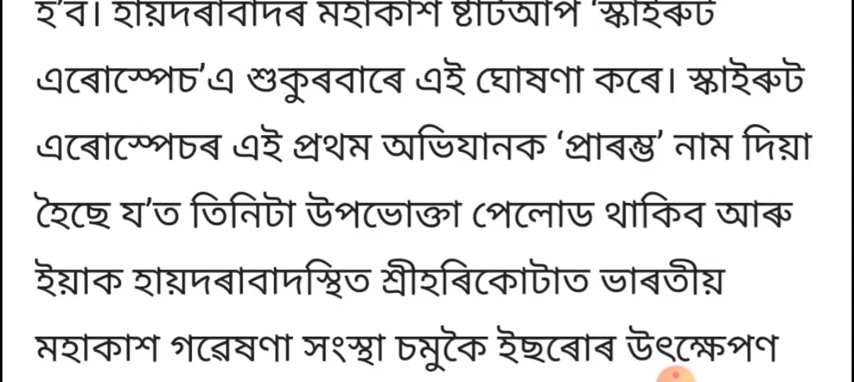 হ'ব। হায়দৰাবাদৰ মহাকাশ ষ্টাৰ্টআপ ‘স্কাইৰুট
এৰোস্পেচ’এ শুকুৰবাৰে এই ঘোষণা কৰে। স্কাইৰুট
এৰোস্পেচৰ এই প্ৰথম অভিযানক ‘প্ৰাৰম্ভ’ নাম দিয়া
হৈছে য’ত তিনিটা উপভোক্তা পেলোড থাকিব আৰু
ইয়াক হায়দৰাবাদস্থিত শ্ৰীহৰিকোটাত ভাৰতীয়
মহাকাশ গৱেষণা সংস্থা চমুকৈ ইছৰোৰ উৎক্ষেপণ